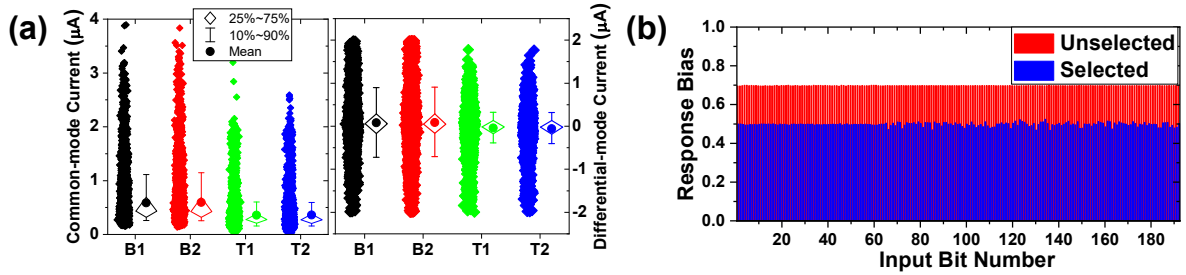 (a)
Common-mode Current (μA)
4
3
2
1
0
25%~75%
10%~90%
Mean
B1 B2 T1 T2
B1 B2 T1 T2
2
1
0
-1
-2
Differential-mode Current (μA)
(b)
Response Bias
1.0
0.8
0.6
0.4
0.2
0.0
Unselected
Selected
20 40 60 80 100 120 140 160 180
Input Bit Number